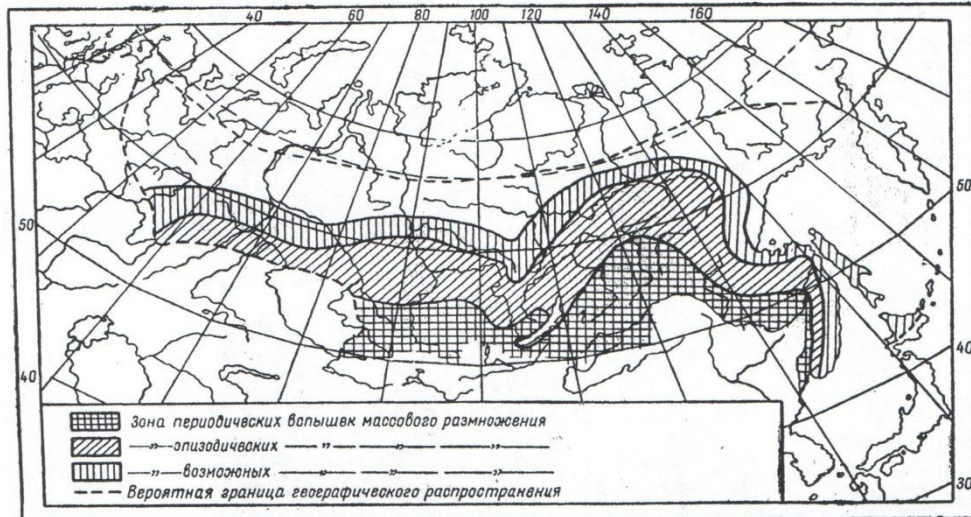 40 60 80 100 120 140 160
50 50
40 40
30
Зона периодических вспышек массового размножения
—„— эпизодических —„— „ —„—
—„— возможных —„— „ — „—
Вероятная граница географического распространения